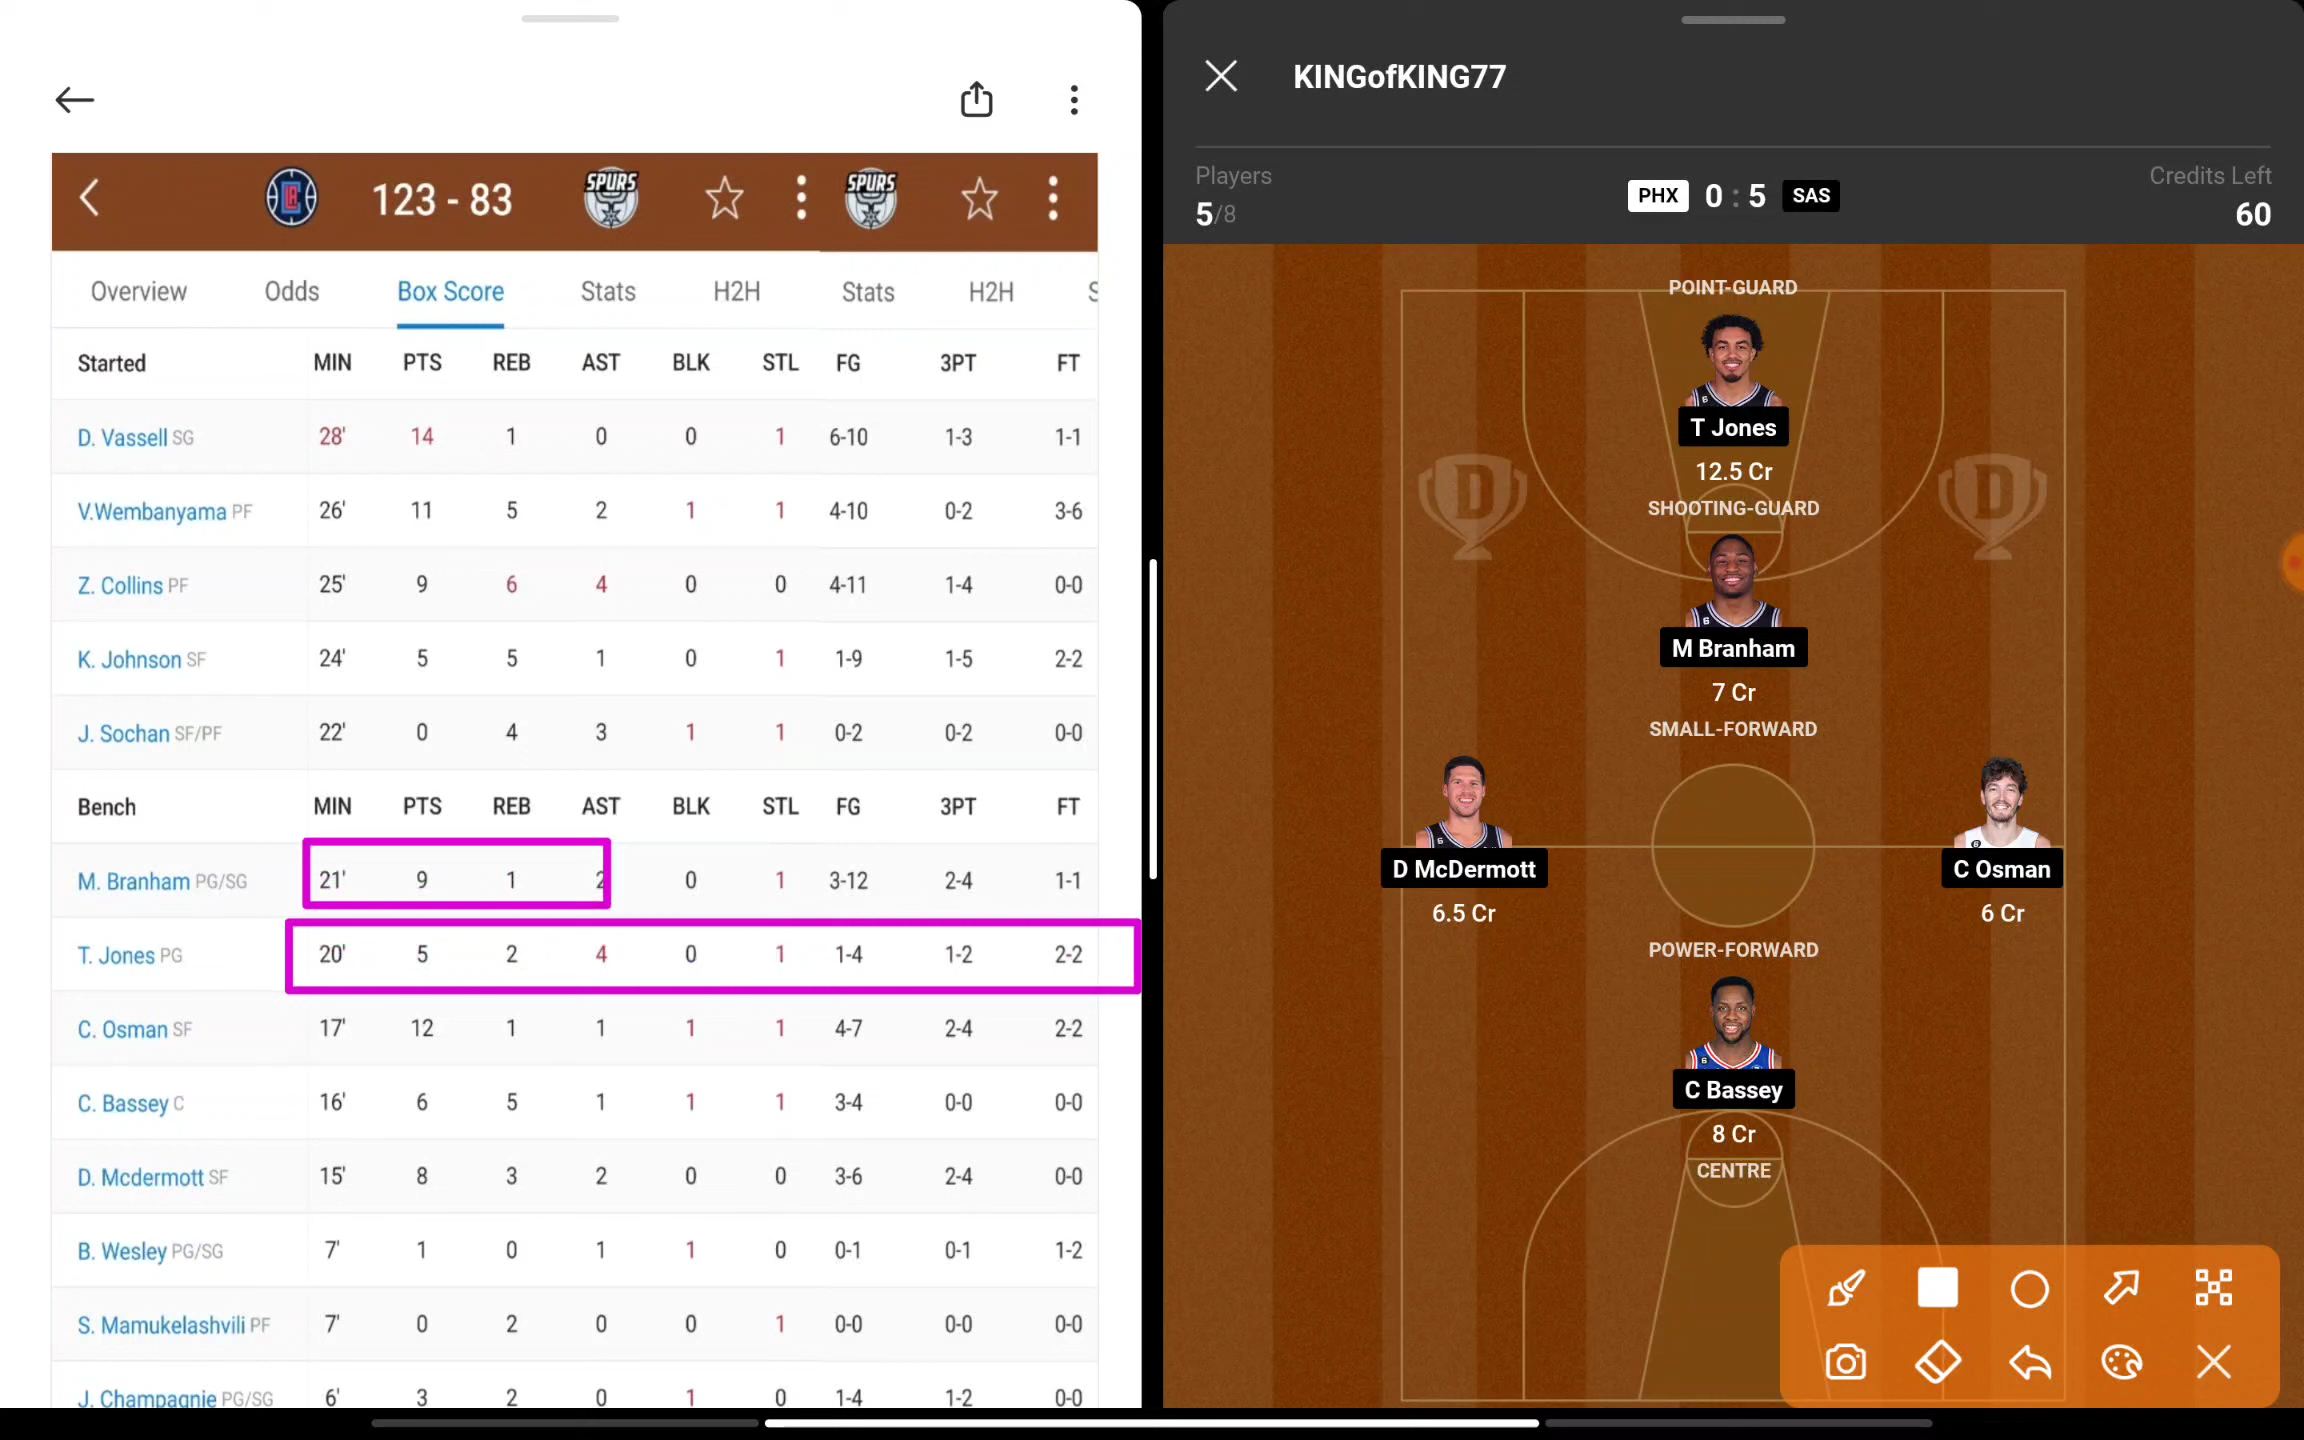 123 - 83 SPURS SPURS
Overview Odds Box Score Stats H2H Stats H2H S
Started MIN PTS REB AST BLK STL FG 3PT FT
D. Vassell SG 28' 14 1 0 0 1 6-10 1-3 1-1
V.Wembanyama PF 26' 11 5 2 1 1 4-10 0-2 3-6
Z. Collins PF 25' 9 6 4 0 0 4-11 1-4 0-0
K. Johnson SF 24' 5 5 1 0 1 1-9 1-5 2-2
J. Sochan SF/PF 22' 0 4 3 1 1 0-2 0-2 0-0
Bench MIN PTS REB AST BLK STL FG 3PT FT
M. Branham PG/SG 21' 9 1 2 0 1 3-12 2-4 1-1
T. Jones PG 20' 5 2 4 0 1 1-4 1-2 2-2
C. Osman SF 17' 12 1 1 1 1 4-7 2-4 2-2
C. Bassey C 16' 6 5 1 1 1 3-4 0-0 0-0
D. Mcdermott SF 15' 8 3 2 0 0 3-6 2-4 0-0
B. Wesley PG/SG 7' 1 0 1 1 0 0-1 0-1 1-2
S. Mamukelashvili PF 7' 0 2 0 0 1 0-0 0-0 0-0
J. Champagnie PG/SG 6' 3 2 0 1 0 1-4 1-2 0-0
KINGofKING77
Players
5/8
PHX 0 : 5 SAS
Credits Left
60
POINT-GUARD
T Jones
12.5 Cr
SHOOTING-GUARD
M Branham
7 Cr
SMALL-FORWARD
D McDermott
6.5 Cr
C Osman
6 Cr
POWER-FORWARD
C Bassey
8 Cr
CENTRE